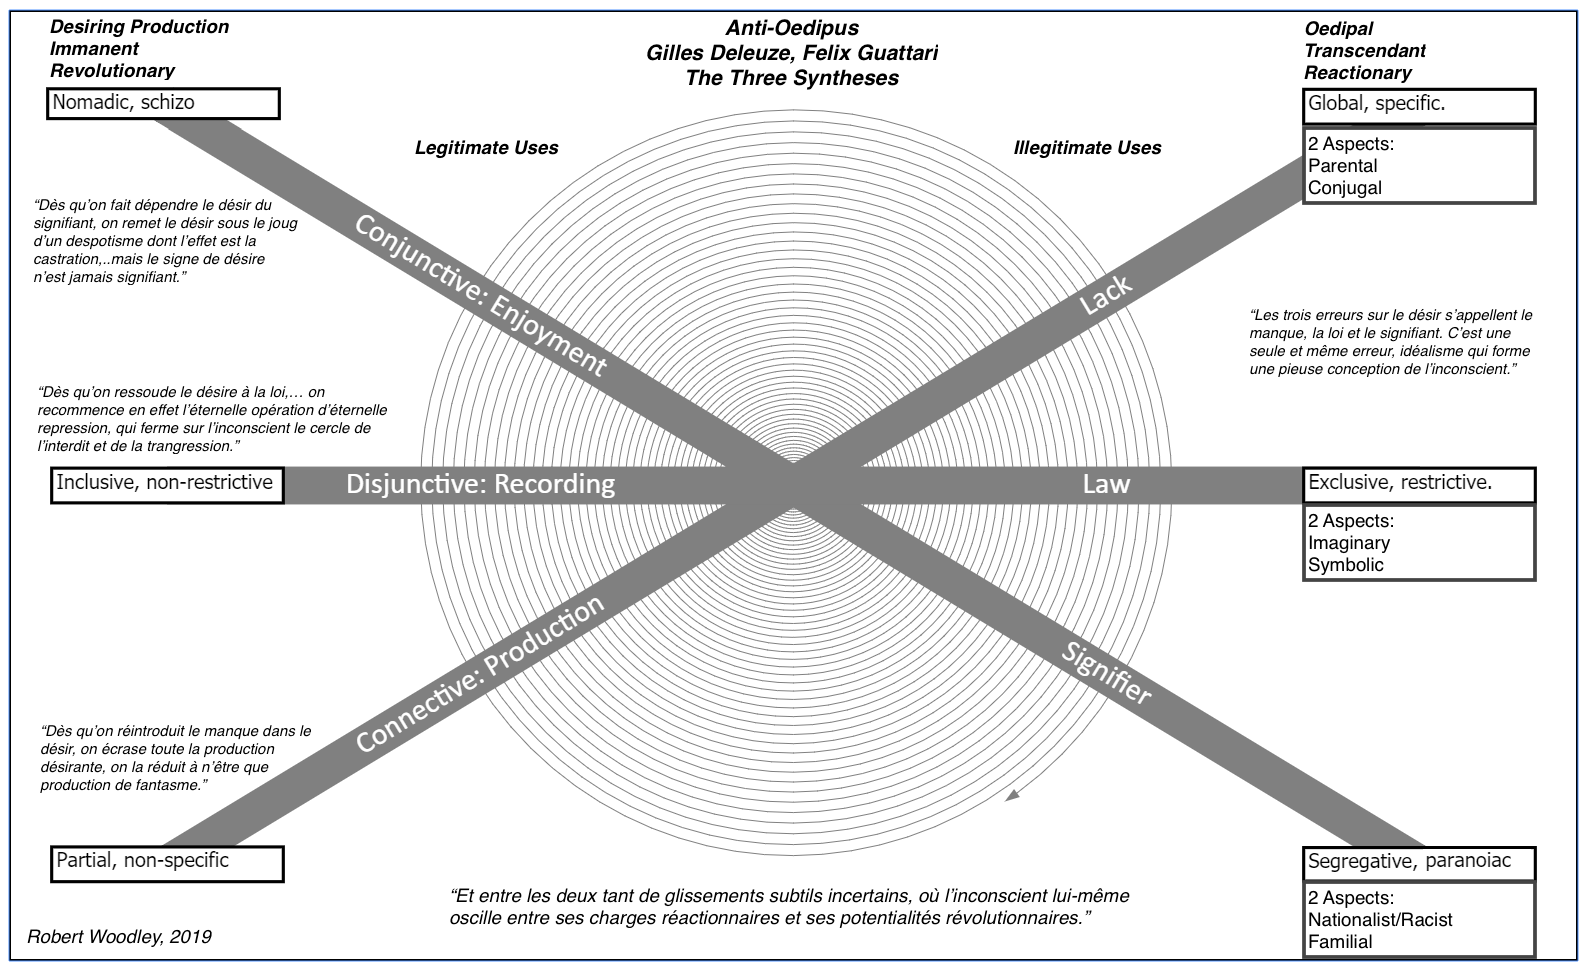 Desiring Production
Immanent
Revolutionary
Nomadic, schizo
Anti-Oedipus
Gilles Deleuze, Felix Guattari
The Three Syntheses
Oedipal
Transcendant
Reactionary
Global, specific.
2 Aspects:
Parental
Conjugal
Legitimate Uses
Illegitimate Uses
“Dès qu’on fait dépendre le désir du
signifiant, on remet le désir sous le joug
d’un despotisme dont l’effet est la
castration,..mais le signe de désire
n’est jamais signifiant.”
Conjunctive: Enjoyment
Lack
“Les trois erreurs sur le désir s’appellent le
manque, la loi et le signifiant. C’est une
seule et même erreur, idéalisme qui forme
une pieuse conception de l’inconscient.”
“Dès qu’on ressoude le désire à la loi,… on
recommence en effet l’éternelle opération d’éternelle
repression, qui ferme sur l’inconscient le cercle de
l’interdit et de la trangression.”
Inclusive, non-restrictive
Disjunctive: Recording
Law
Exclusive, restrictive.
2 Aspects:
Imaginary
Symbolic
Connective: Production
Signifier
“Dès qu’on réintroduit le manque dans le
désir, on écrase toute la production
désirante, on la réduit à n’être que
production de fantasme.”
Partial, non-specific
Segregative, paranoiac
2 Aspects:
Nationalist/Racist
Familial
“Et entre les deux tant de glissements subtils incertains, où l’inconscient lui-même
oscille entre ses charges réactionnaires et ses potentialités révolutionnaires.”
Robert Woodley, 2019